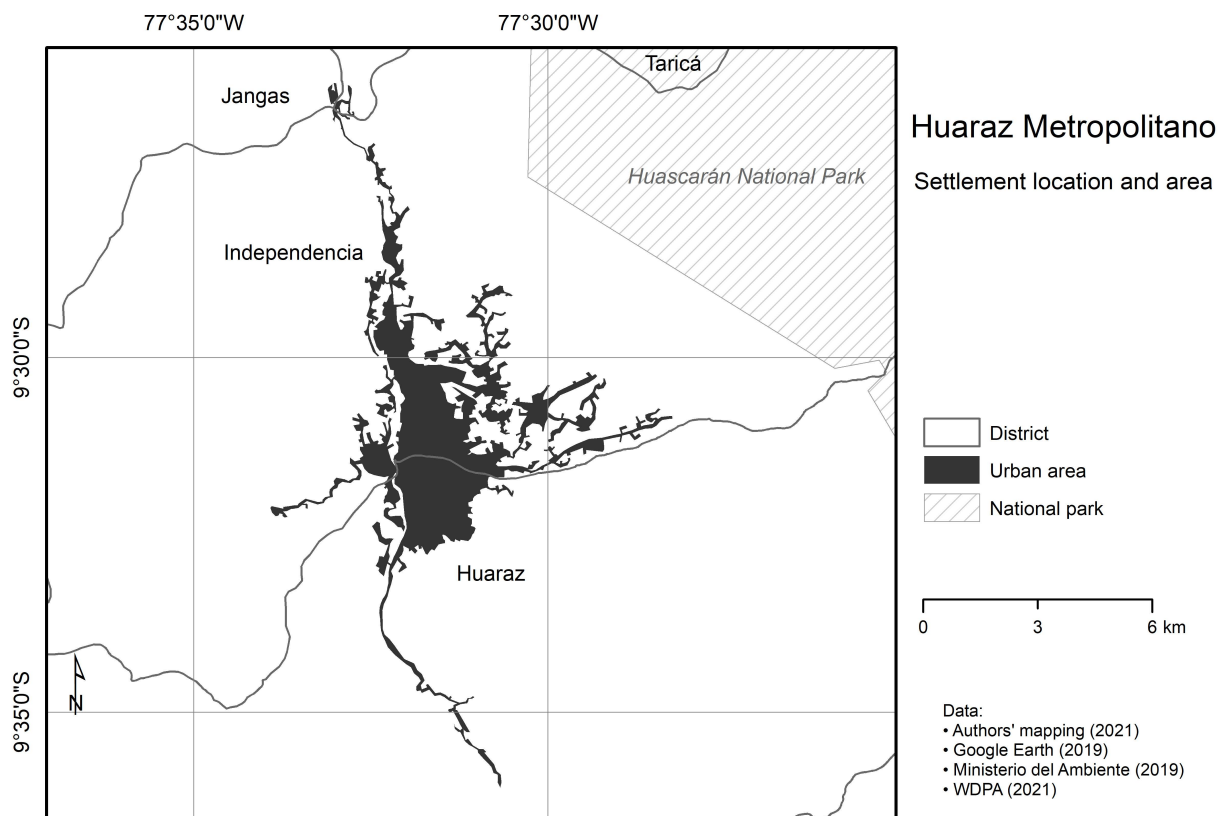 77°35'0"W
77°30'0"W
Jangas
Taricá
Huascarán National Park
Independencia
9°30'0"S
Huaraz
N
9°35'0"S
Huaraz Metropolitano
Settlement location and area
District
Urban area
National park
0 3 6 km
Data:
• Authors' mapping (2021)
• Google Earth (2019)
• Ministerio del Ambiente (2019)
• WDPA (2021)